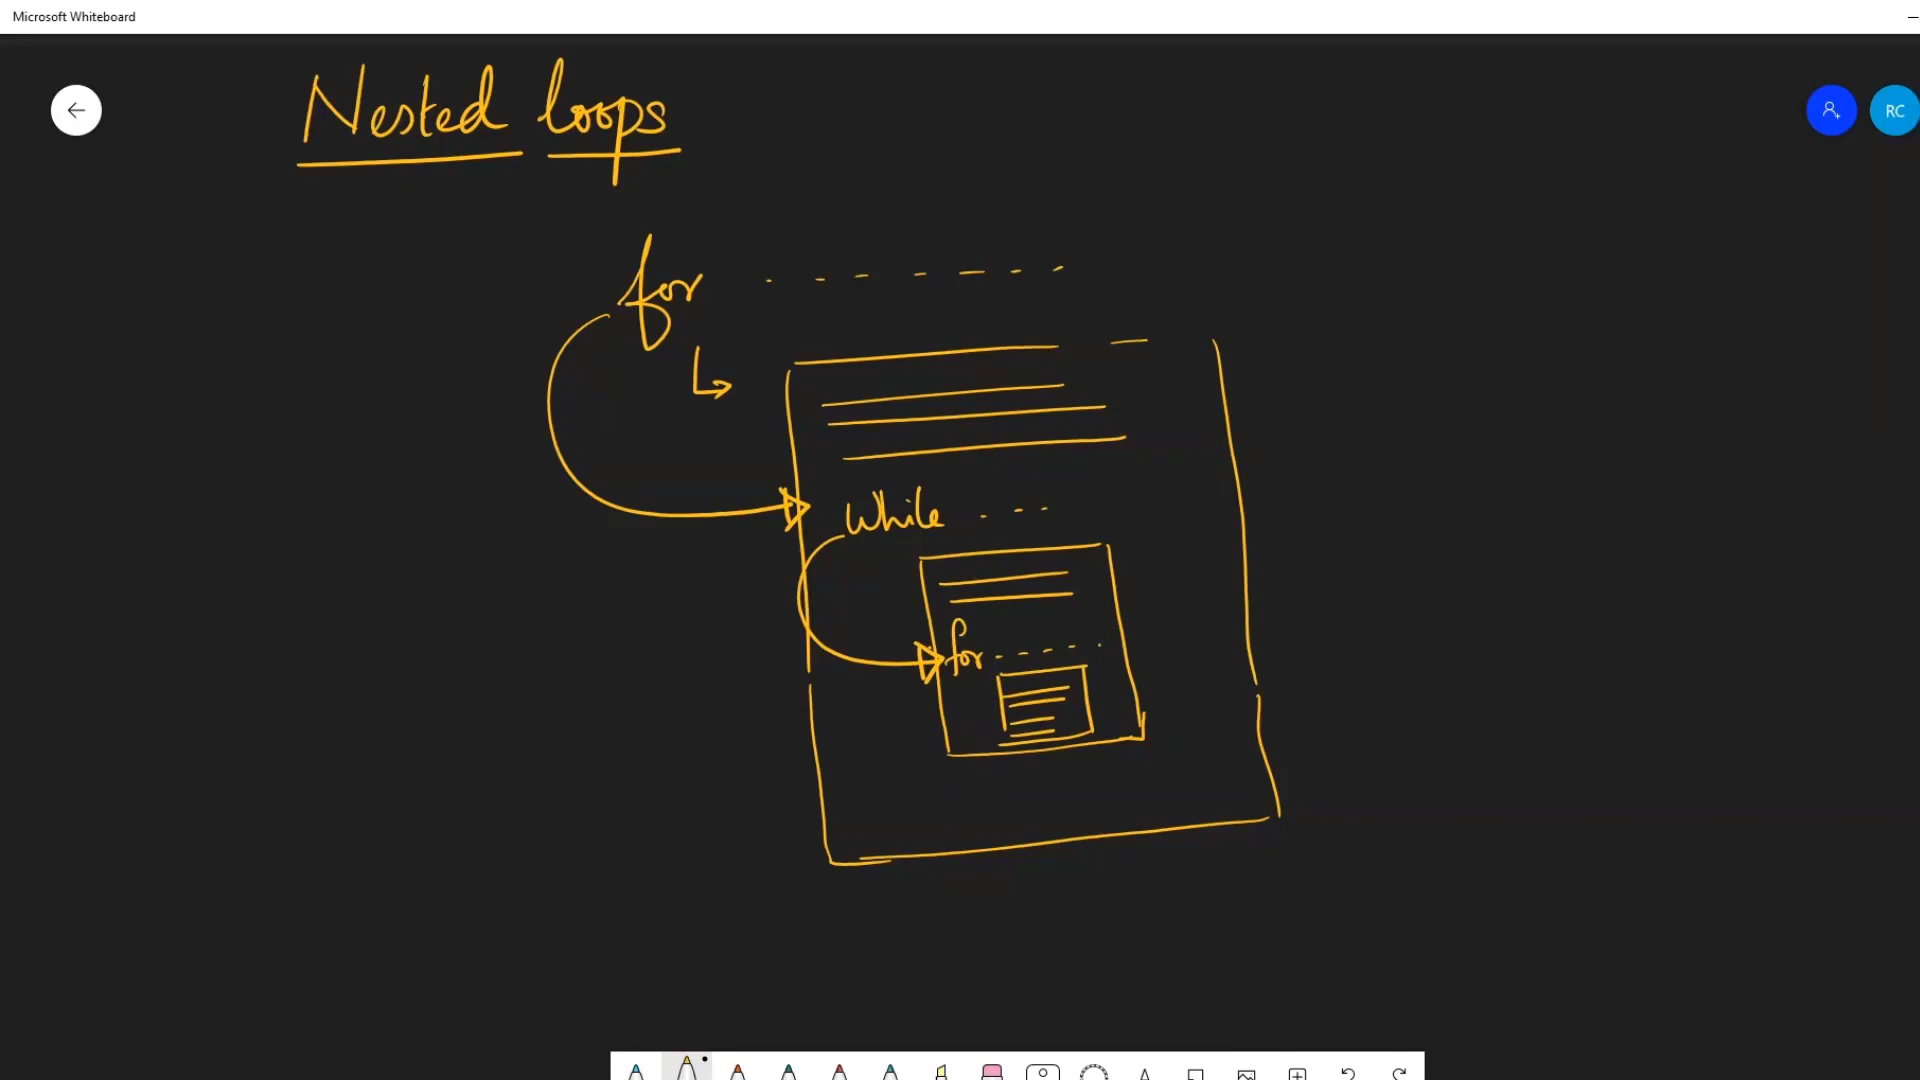 Microsoft Whiteboard
Nested loops
RC
for - - - - - - -
While - - -
for - - - - -